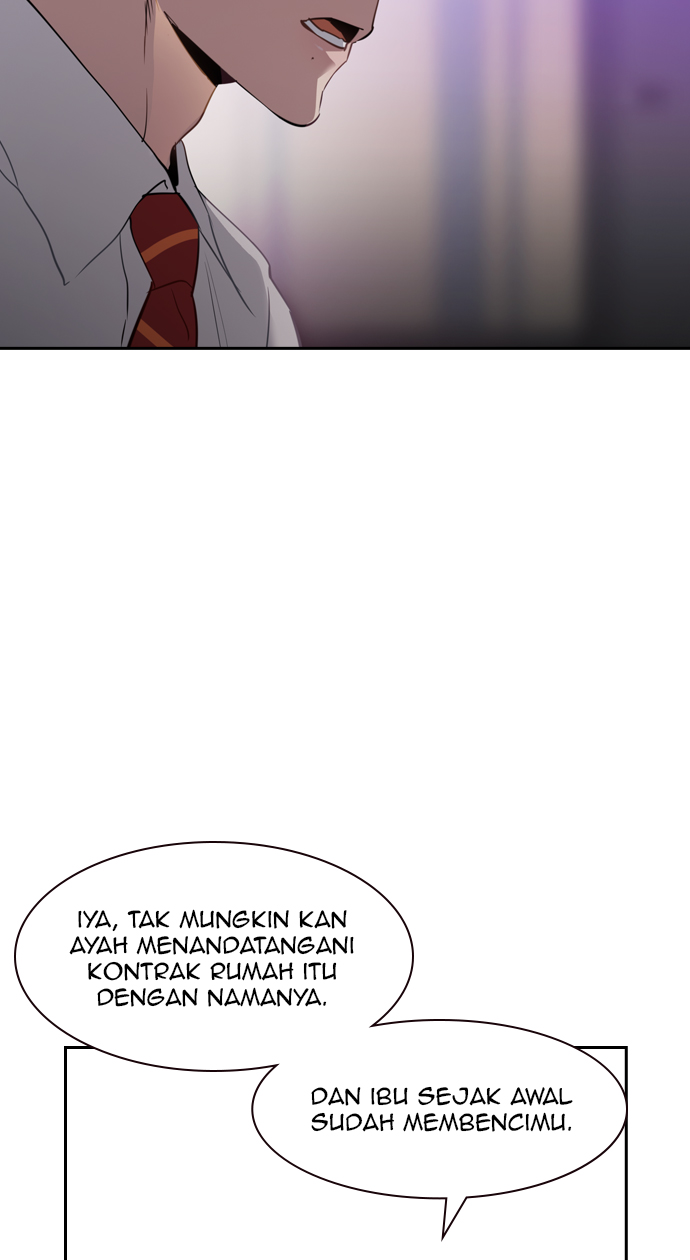 IYA, TAK MUNGKIN KAN
AYAH MENANDATANGANI
KONTRAK RUMAH ITU
DENGAN NAMANYA.
DAN IBU SEJAK AWAL
SUDAH MEMBENCIMU.